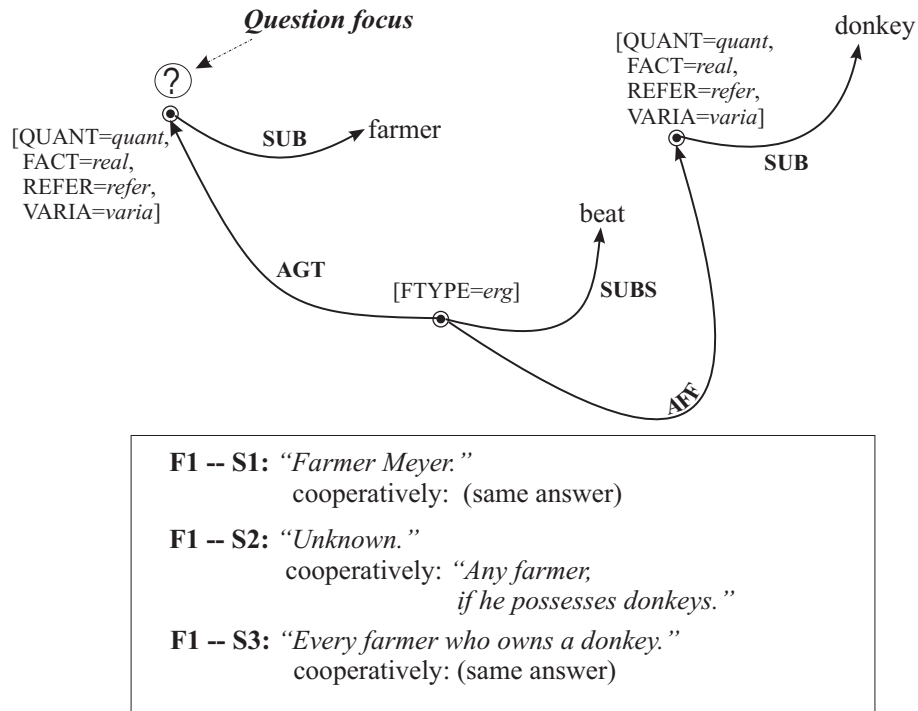 Question focus
?
[QUANT=quant,
FACT=real,
REFER=refer,
VARIA=varia]
SUB
farmer
[QUANT=quant,
FACT=real,
REFER=refer,
VARIA=varia]
donkey
SUB
AGT
[FTYPE=erg]
beat
SUBS
AFF
F1 -- S1: “Farmer Meyer.”
cooperatively: (same answer)
F1 -- S2: “Unknown.”
cooperatively: “Any farmer,
if he possesses donkeys.”
F1 -- S3: “Every farmer who owns a donkey.”
cooperatively: (same answer)